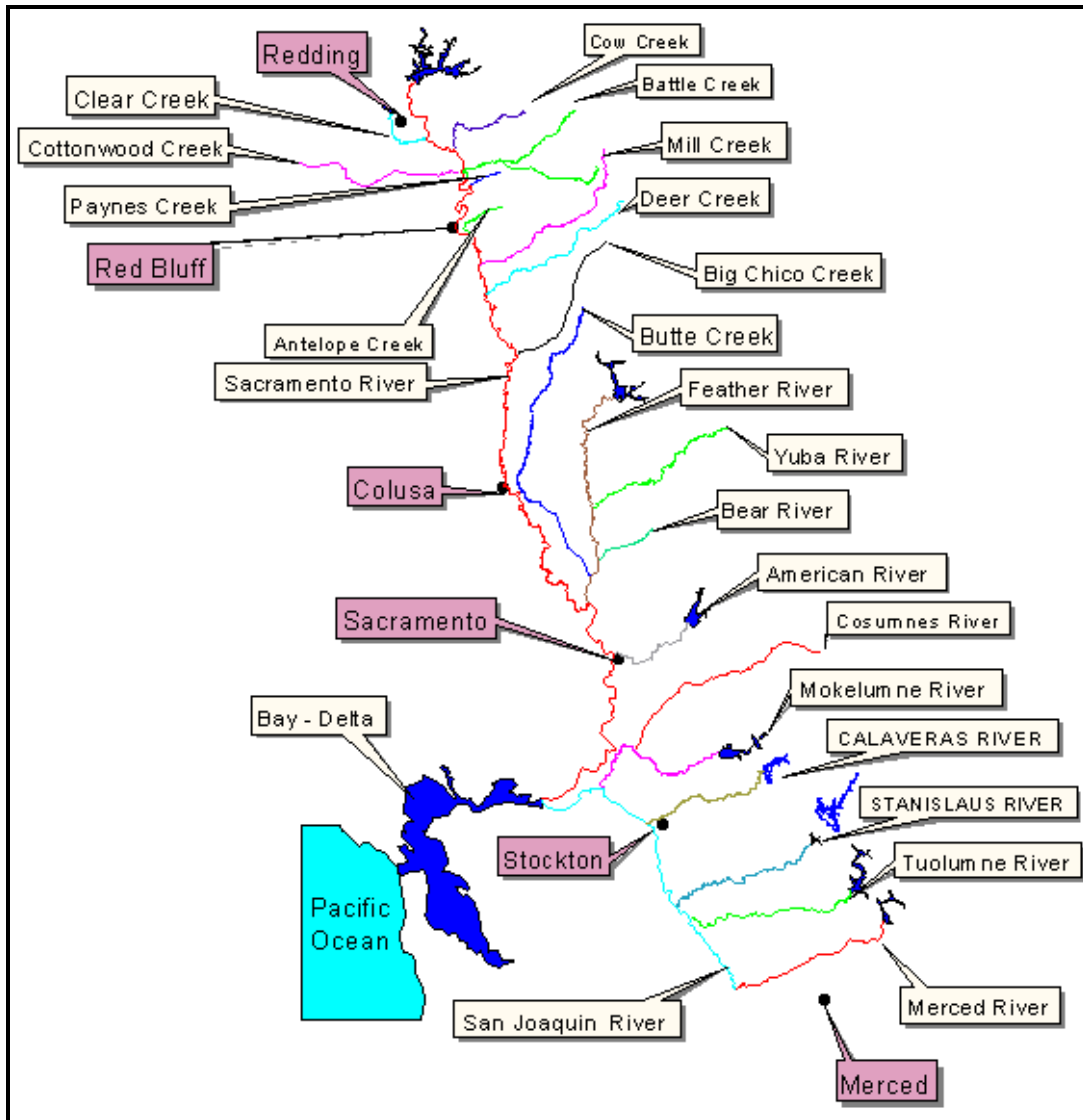 Cow Creek
Redding
Battle Creek
Clear Creek
Cottonwood Creek
Mill Creek
Paynes Creek
Deer Creek
Red Bluff
Big Chico Creek
Antelope Creek
Butte Creek
Sacramento River
Feather River
Yuba River
Colusa
Bear River
American River
Sacramento
Cosumnes River
Mokelumne River
Bay - Delta
CALAVERAS RIVER
STANISLAUS RIVER
Stockton
Tuolumne River
Pacific
Ocean
San Joaquin River
Merced River
Merced